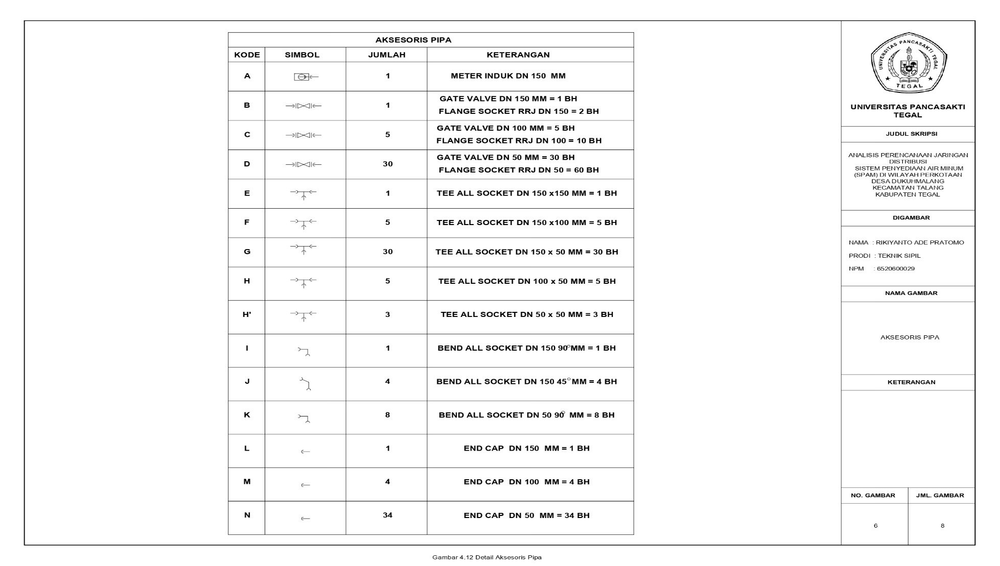 AKSESORIS PIPA
KODE SIMBOL JUMLAH KETERANGAN
A 1 METER INDUK DN 150 MM
B 1 GATE VALVE DN 150 MM = 1 BH
FLANGE SOCKET RRJ DN 150 = 2 BH
C 5 GATE VALVE DN 100 MM = 5 BH
FLANGE SOCKET RRJ DN 100 = 10 BH
D 30 GATE VALVE DN 50 MM = 30 BH
FLANGE SOCKET RRJ DN 50 = 60 BH
E 1 TEE ALL SOCKET DN 150 x150 MM = 1 BH
F 5 TEE ALL SOCKET DN 150 x100 MM = 5 BH
G 30 TEE ALL SOCKET DN 150 x 50 MM = 30 BH
H 5 TEE ALL SOCKET DN 100 x 50 MM = 5 BH
H' 3 TEE ALL SOCKET DN 50 x 50 MM = 3 BH
I 1 BEND ALL SOCKET DN 150 90°MM = 1 BH
J 4 BEND ALL SOCKET DN 150 45°MM = 4 BH
K 8 BEND ALL SOCKET DN 50 90° MM = 8 BH
L 1 END CAP DN 150 MM = 1 BH
M 4 END CAP DN 100 MM = 4 BH
N 34 END CAP DN 50 MM = 34 BH
UNIVERSITAS PANCASAKTI TEGAL
TEGAL
UNIVERSITAS PANCASAKTI
TEGAL
JUDUL SKRIPSI
ANALISIS PERENCANAAN JARINGAN
DISTRIBUSI
SISTEM PENYEDIAAN AIR MINUM
(SPAM) DI WILAYAH PERKOTAAN
DESA DUKUHMALANG
KECAMATAN TALANG
KABUPATEN TEGAL
DIGAMBAR
NAMA : RIKIYANTO ADE PRATOMO
PRODI : TEKNIK SIPIL
NPM : 6520600029
NAMA GAMBAR
AKSESORIS PIPA
KETERANGAN
NO. GAMBAR JML. GAMBAR
6 8
Gambar 4.12 Detail Aksesoris Pipa